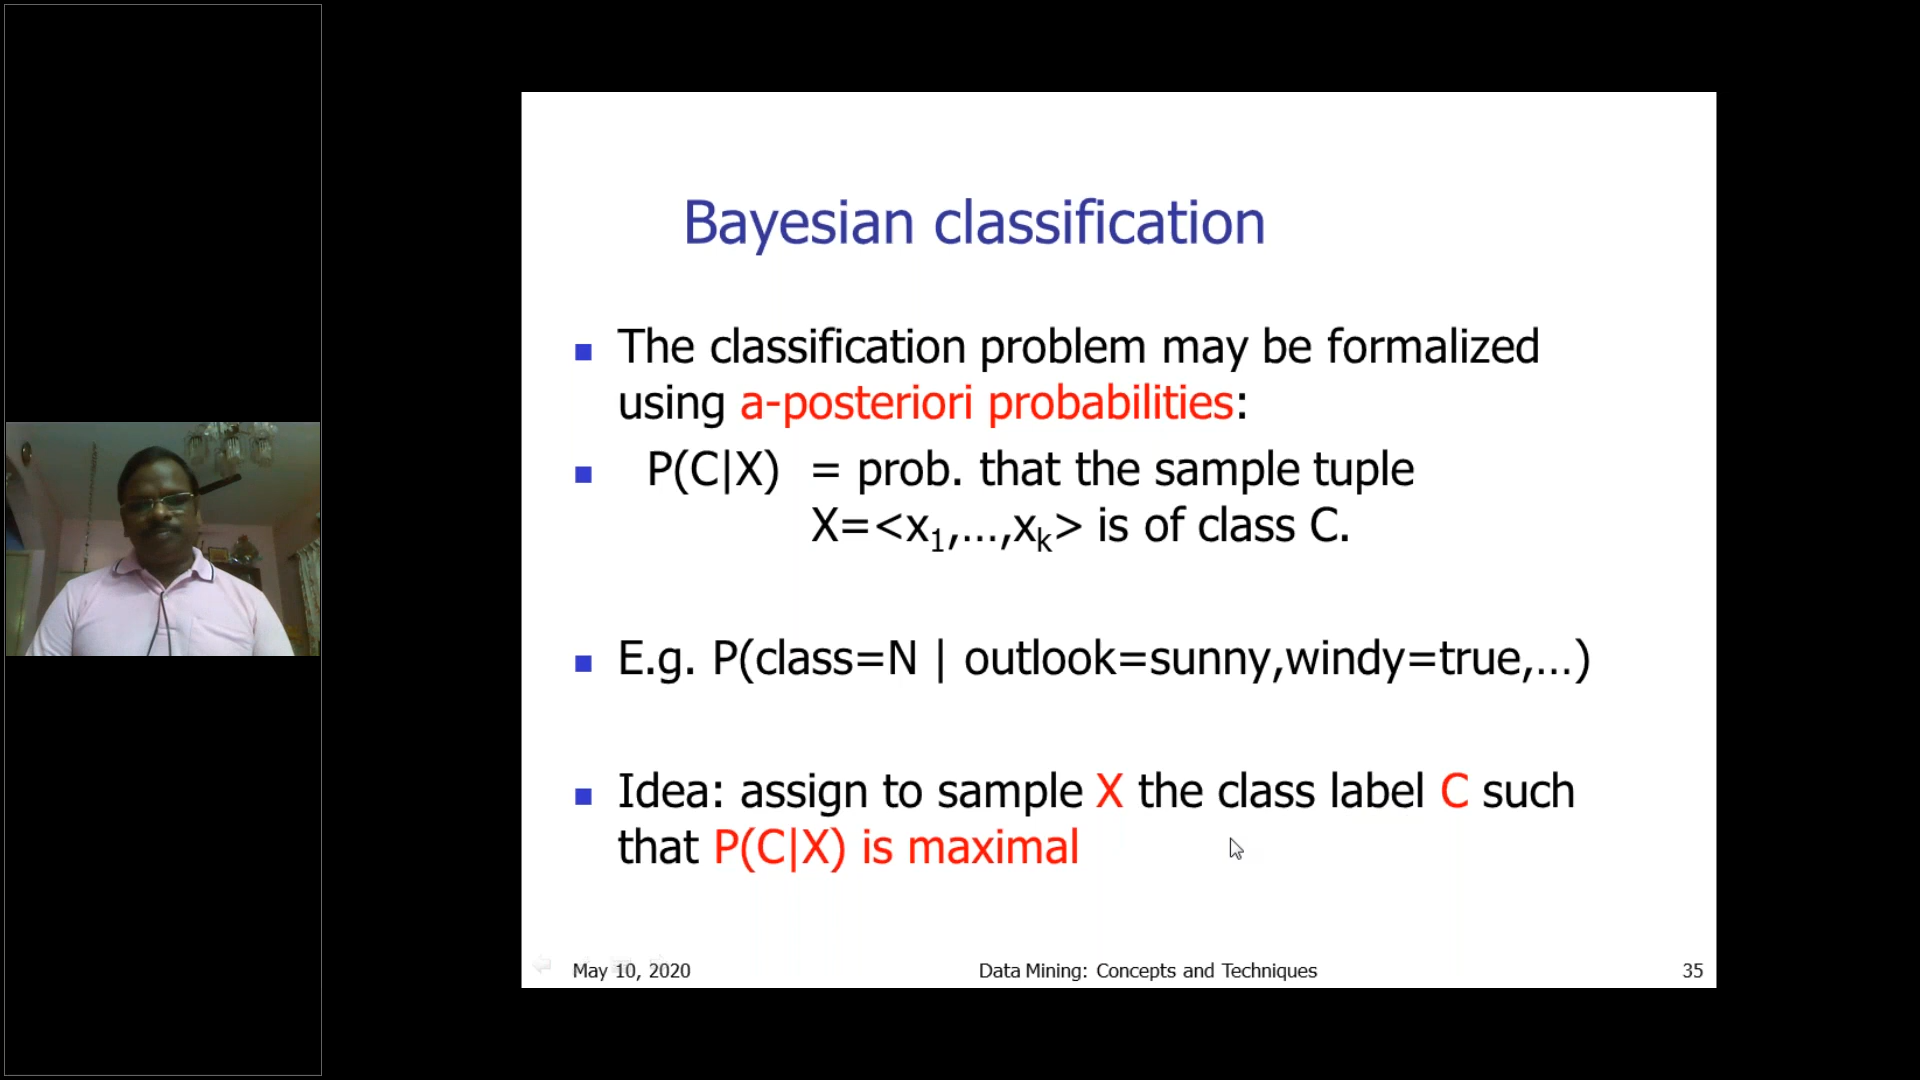 Bayesian classification
The classification problem may be formalized
using a-posteriori probabilities:
P(C|X) = prob. that the sample tuple
X=<x₁,…,xₖ> is of class C.
E.g. P(class=N | outlook=sunny,windy=true,…)
Idea: assign to sample X the class label C such
that P(C|X) is maximal
May 10, 2020 Data Mining: Concepts and Techniques 35